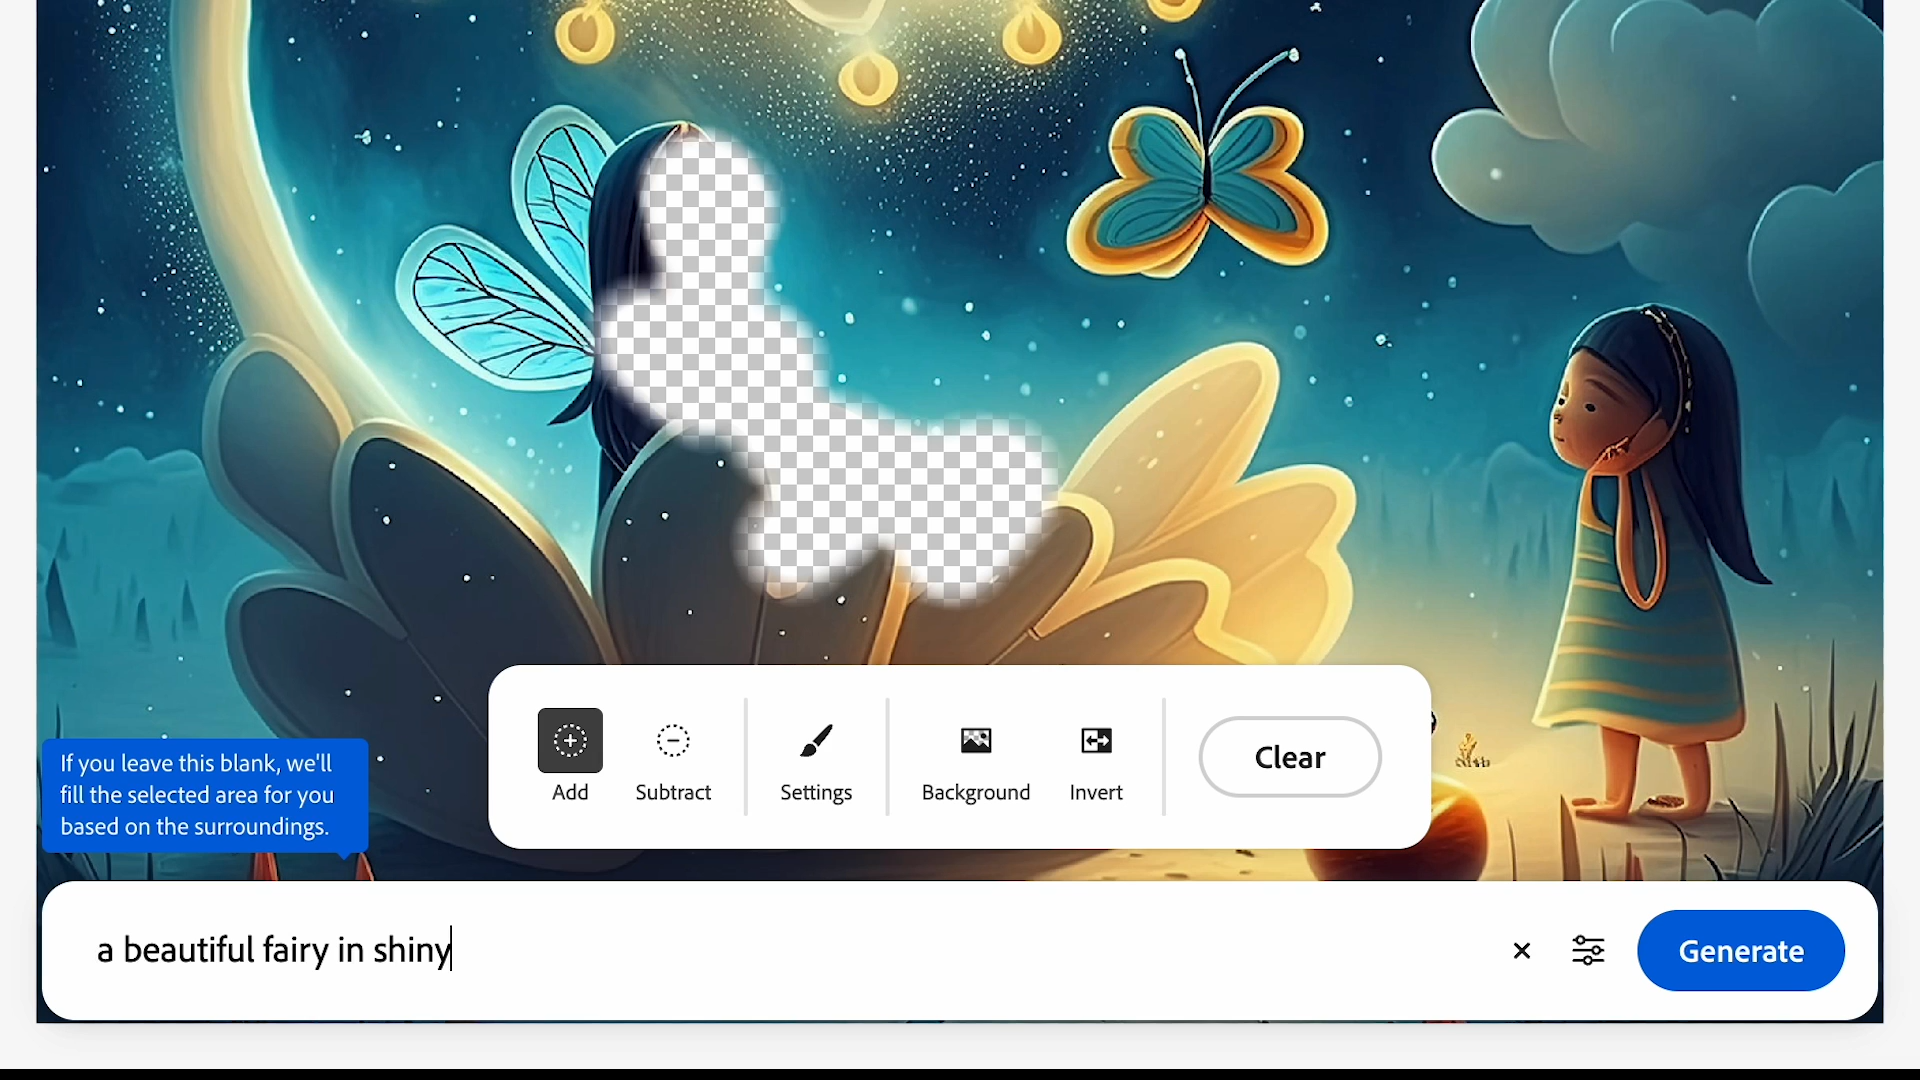 Add
Subtract
Settings
Background
Invert
Clear
If you leave this blank, we'll
fill the selected area for you
based on the surroundings.
a beautiful fairy in shiny
Generate